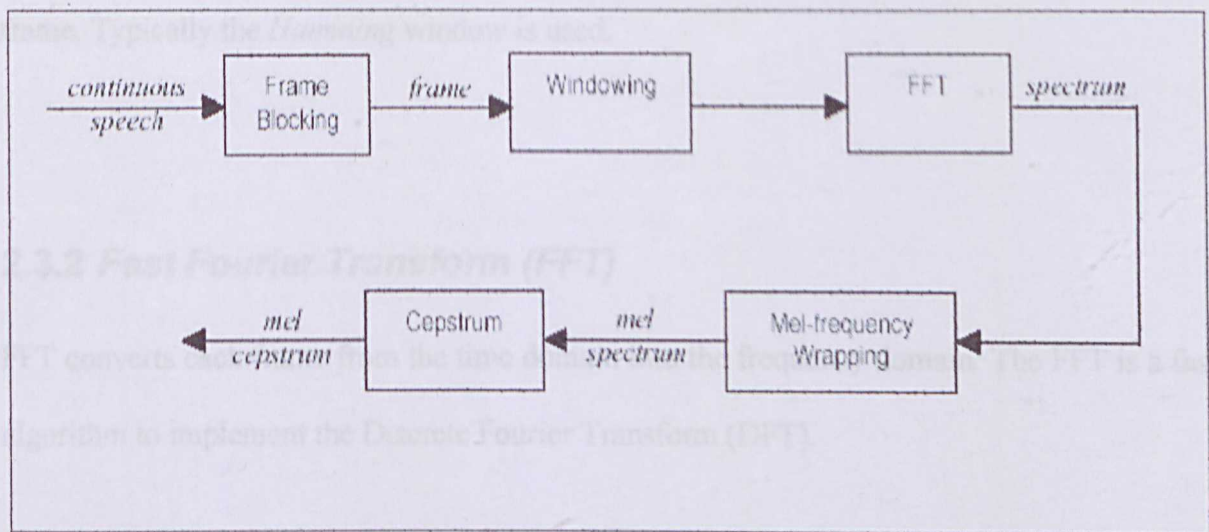 frame. Typically the Hamming window is used.
continuous
speech
Frame
Blocking
frame
Windowing
FFT
spectrum
2.3.2 Fast Fourier Transform (FFT)
mel
cepstrum
Cepstrum
mel
spectrum
Mel-frequency
Wrapping
FFT converts each from the time domain the frequency domain. The FFT is a fast
algorithm to implement the Discrete Fourier Transform (DFT)